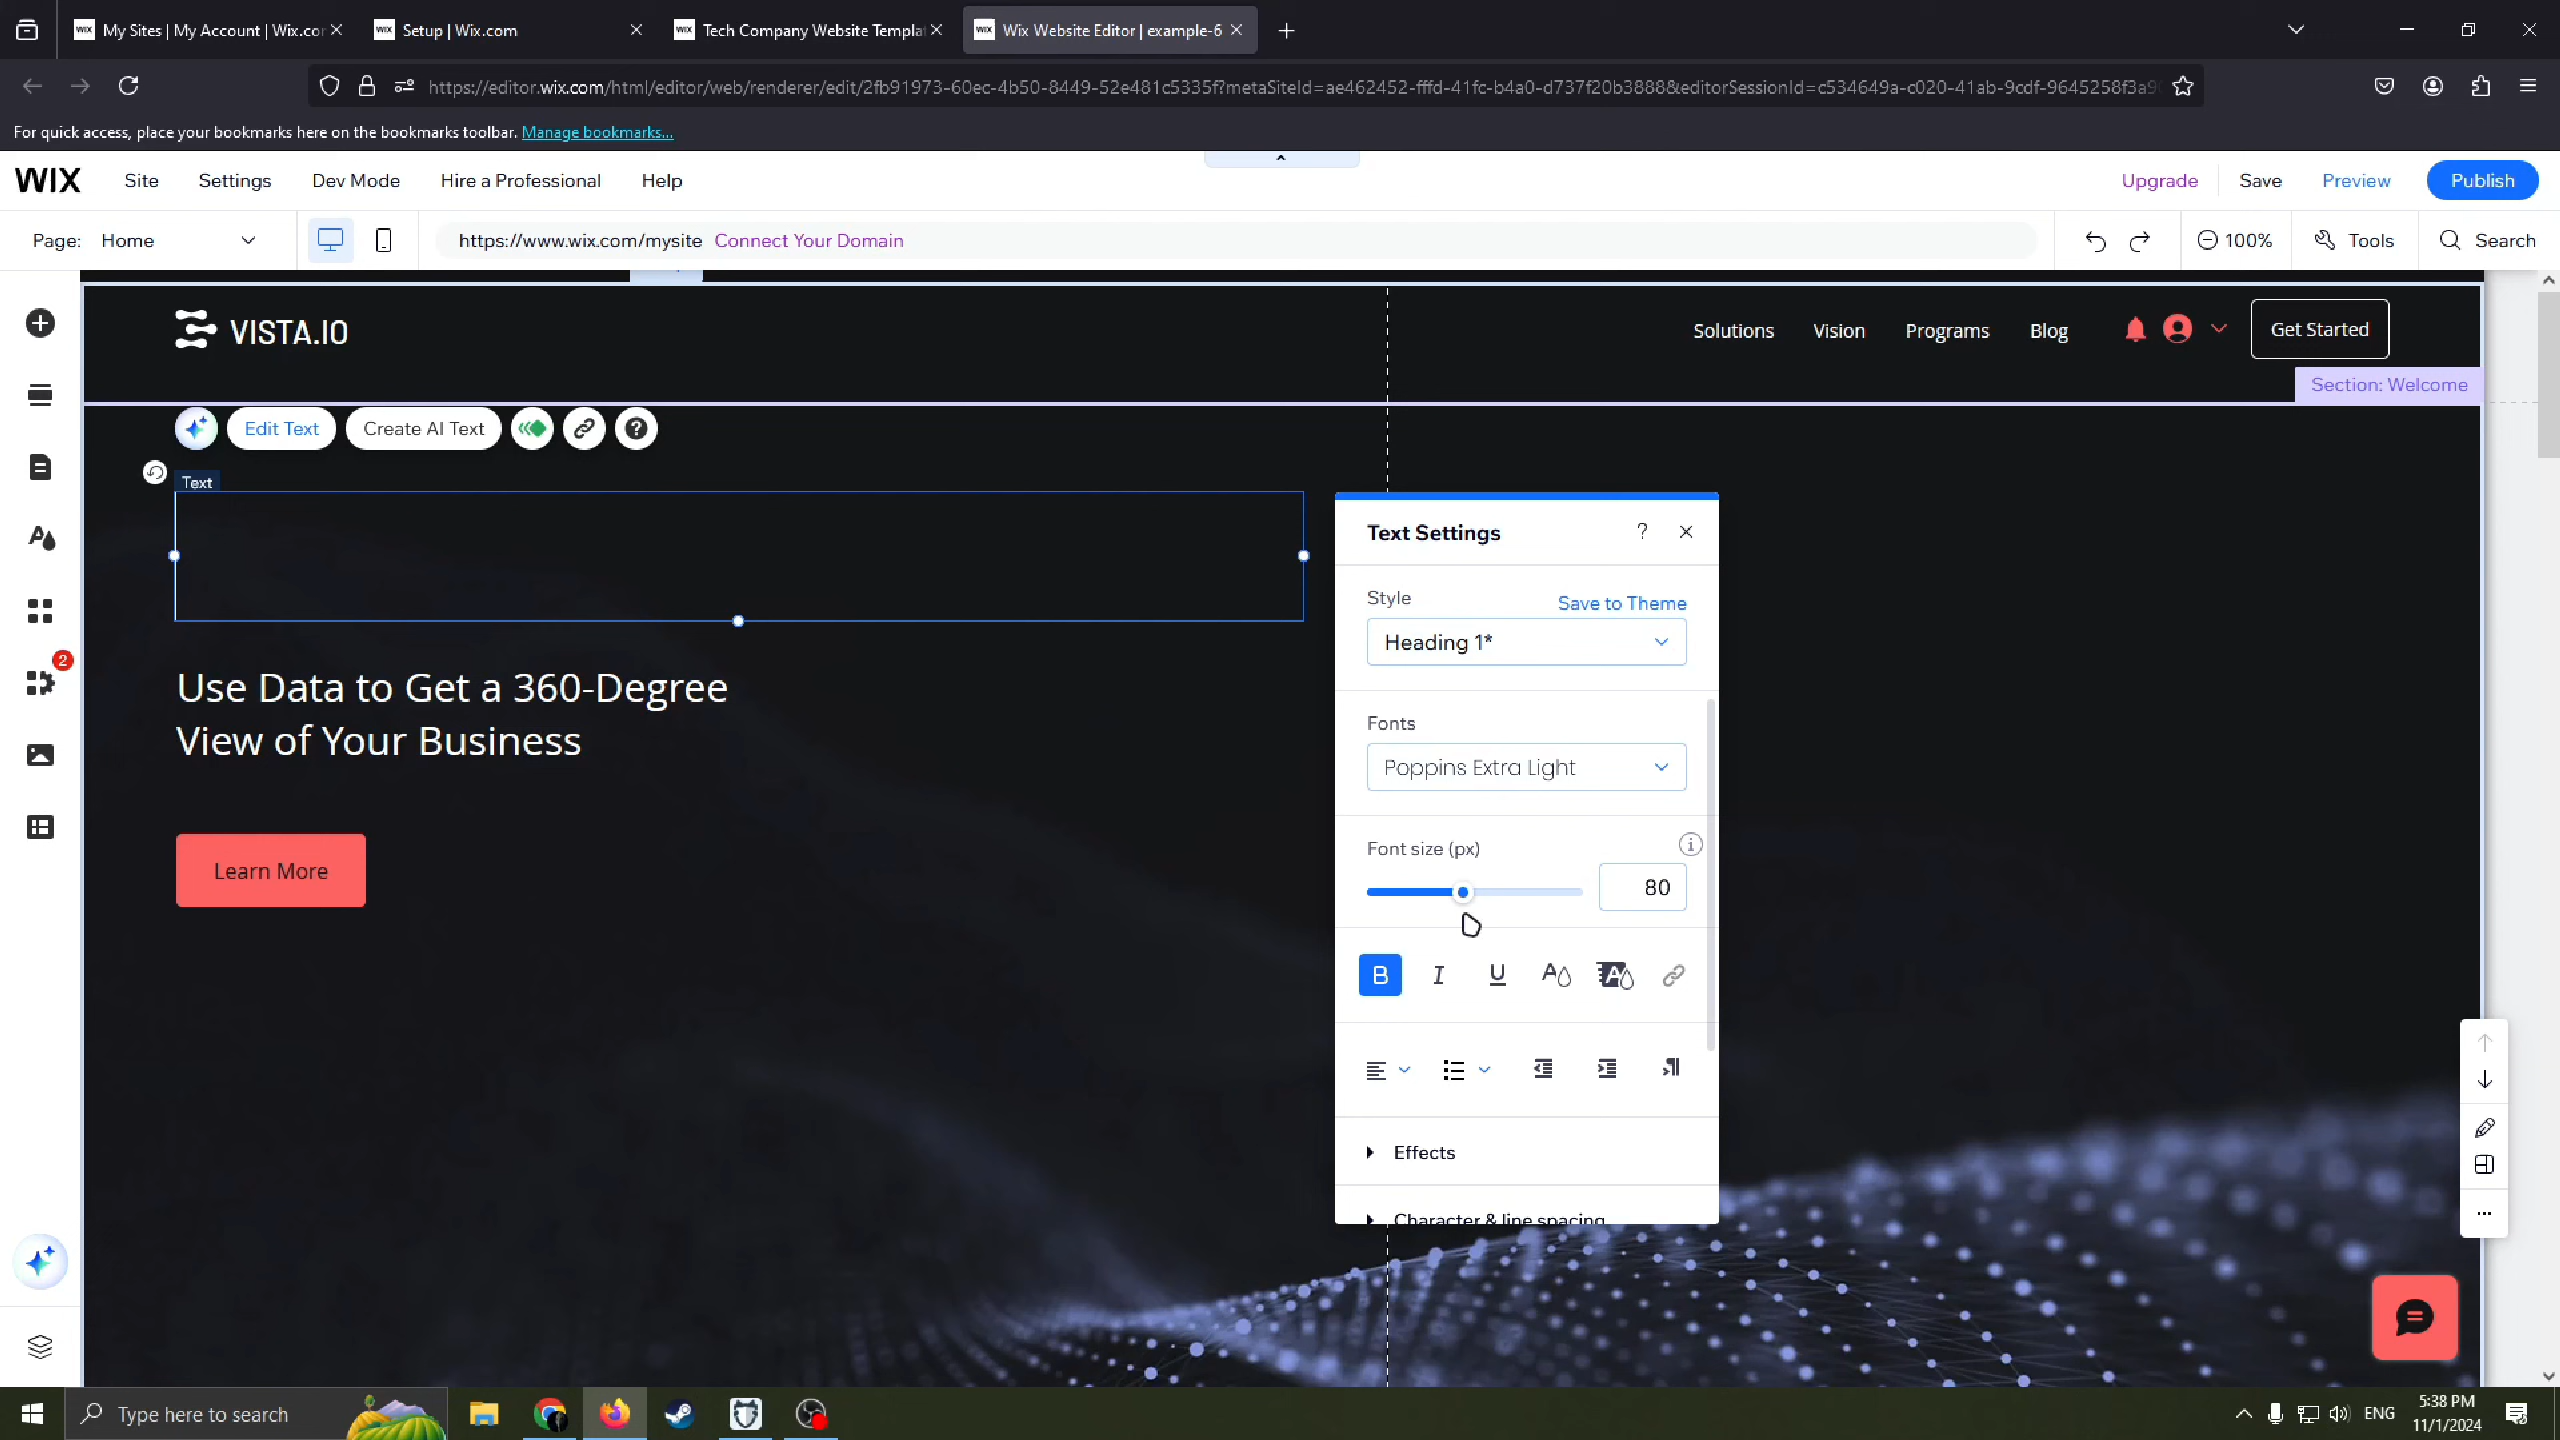 My Sites | My Account | Wix.co
Setup | Wix.com
Tech Company Website Templa
Wix Website Editor | example-6
https://editor.wix.com/html/editor/web/renderer/edit/2fb91973-60ec-4b50-8449-52e481c5335f?metaSiteId=ae462452-fffd-41fc-b4a0-d737f20b3888&editorSessionId=c534649a-c020-41ab-9cdf-9645258f3a9
For quick access, place your bookmarks here on the bookmarks toolbar. Manage bookmarks...
WIX Site Settings Dev Mode Hire a Professional Help Upgrade Save Preview Publish
Page: Home https://www.wix.com/mysite Connect Your Domain 100% Tools Search
VISTA.IO Solutions Vision Programs Blog Get Started
Section: Welcome
Edit Text Create AI Text
Text
Text Settings ?
Style Save to Theme
Heading 1*
2
Use Data to Get a 360-Degree
View of Your Business
Fonts
Poppins Extra Light
Font size (px)
80
Learn More
B I U
Effects
Character & line spacing
Type here to search
ENG
5:38 PM
11/1/2024